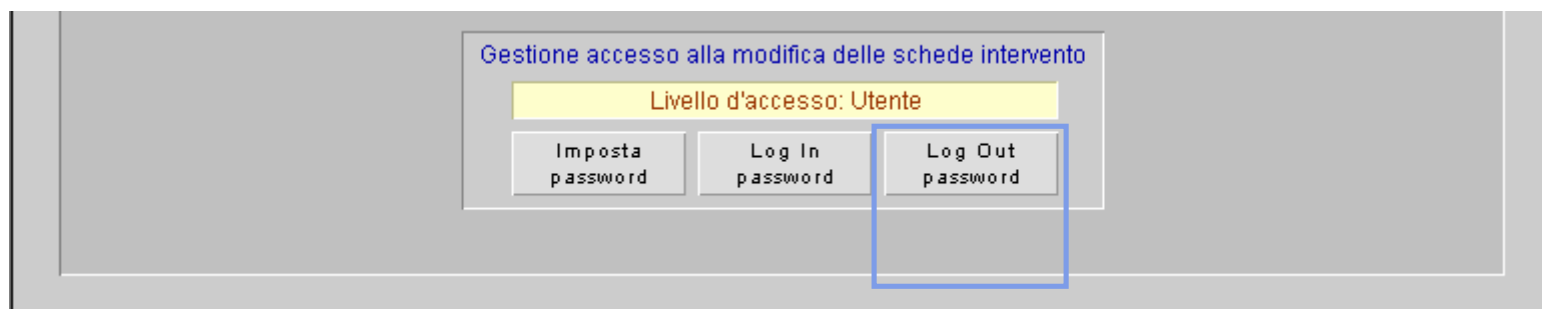 Gestione accesso alla modifica delle schede intervento
Livello d'accesso: Utente
Imposta password
Log In password
Log Out password